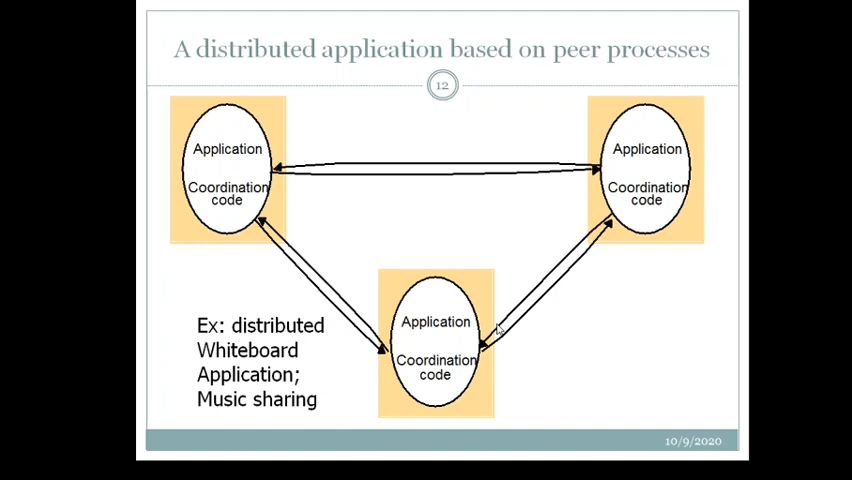 A distributed application based on peer processes
12
Application
Coordination
code
Application
Coordination
code
Application
Coordination
code
Ex: distributed
Whiteboard
Application;
Music sharing
10/9/2020